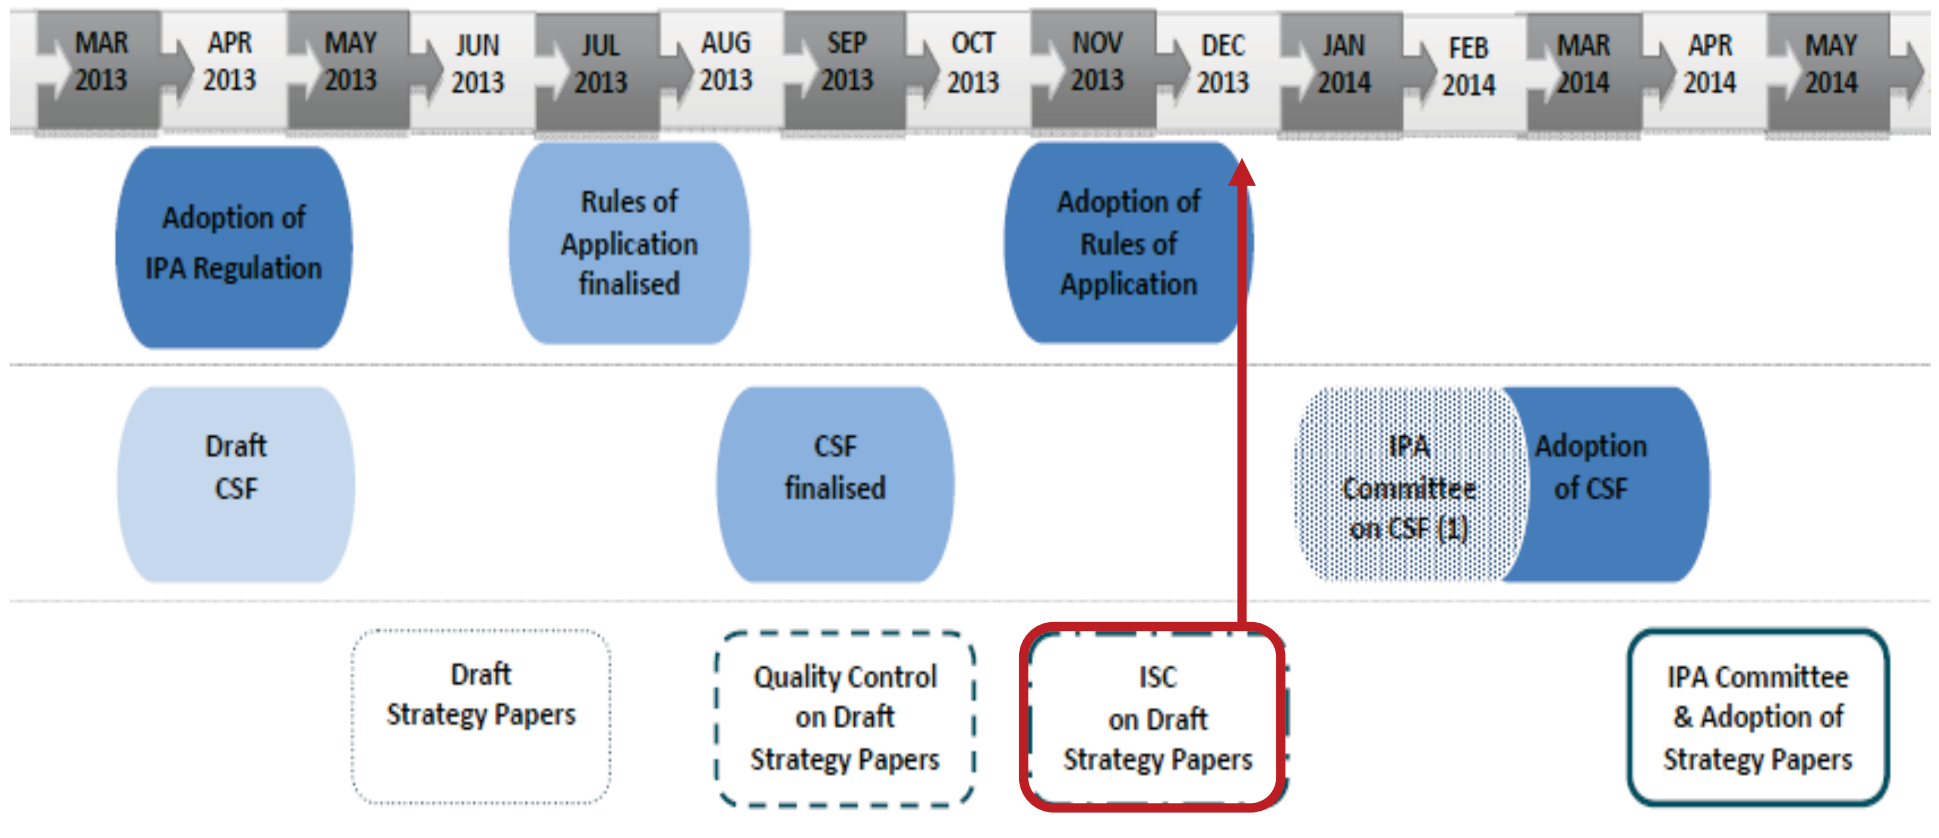 MAR APR MAY JUN JUL AUG SEP OCT NOV DEC JAN FEB MAR APR MAY
2013 2013 2013 2013 2013 2013 2013 2013 2013 2013 2014 2014 2014 2014 2014
Adoption of
IPA Regulation
Rules of
Application
finalised
Adoption of
Rules of
Application
Draft
CSF
CSF
finalised
IPA
Committee
on CSF (1)
Adoption
of CSF
Draft
Strategy Papers
Quality Control
on Draft
Strategy Papers
ISC
on Draft
Strategy Papers
IPA Committee
& Adoption of
Strategy Papers